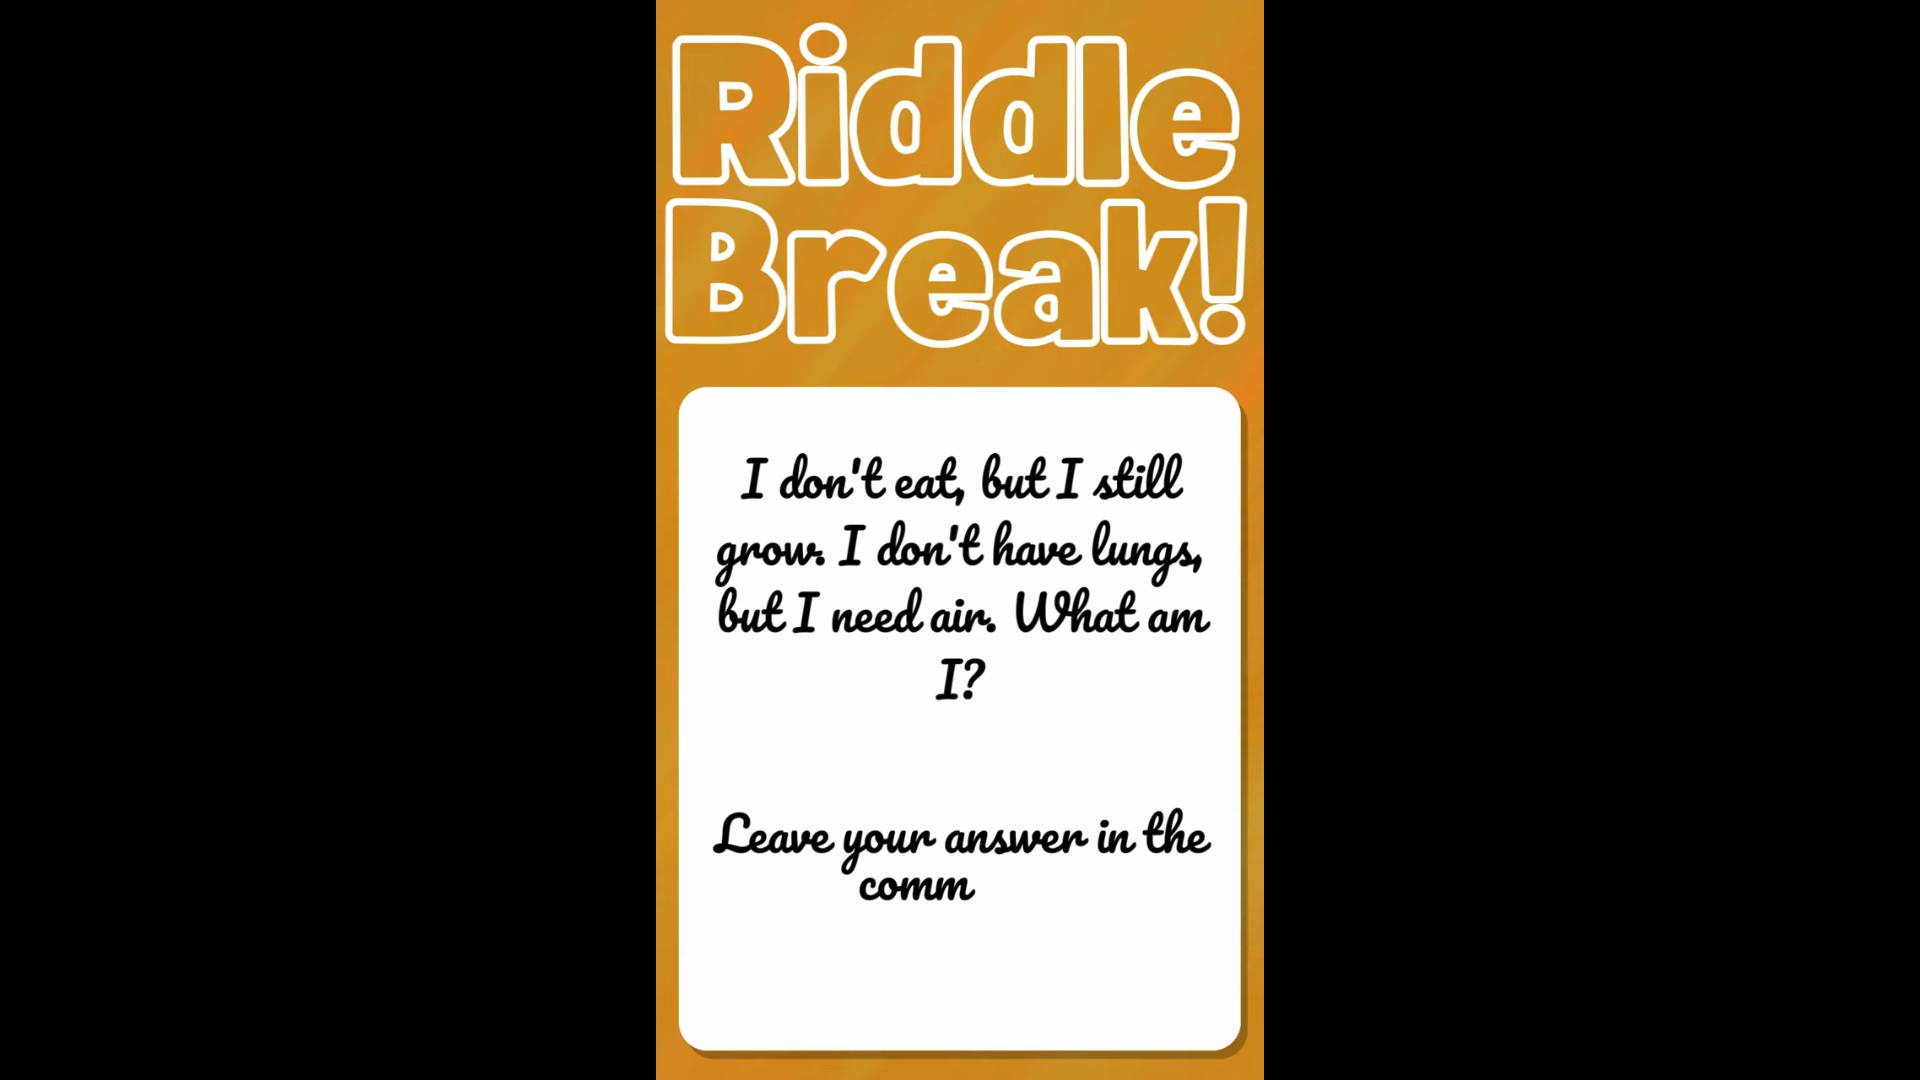 Riddle
Break!
I don't eat, but I still
grow. I don't have lungs,
but I need air. What am
I?
Leave your answer in the
comm